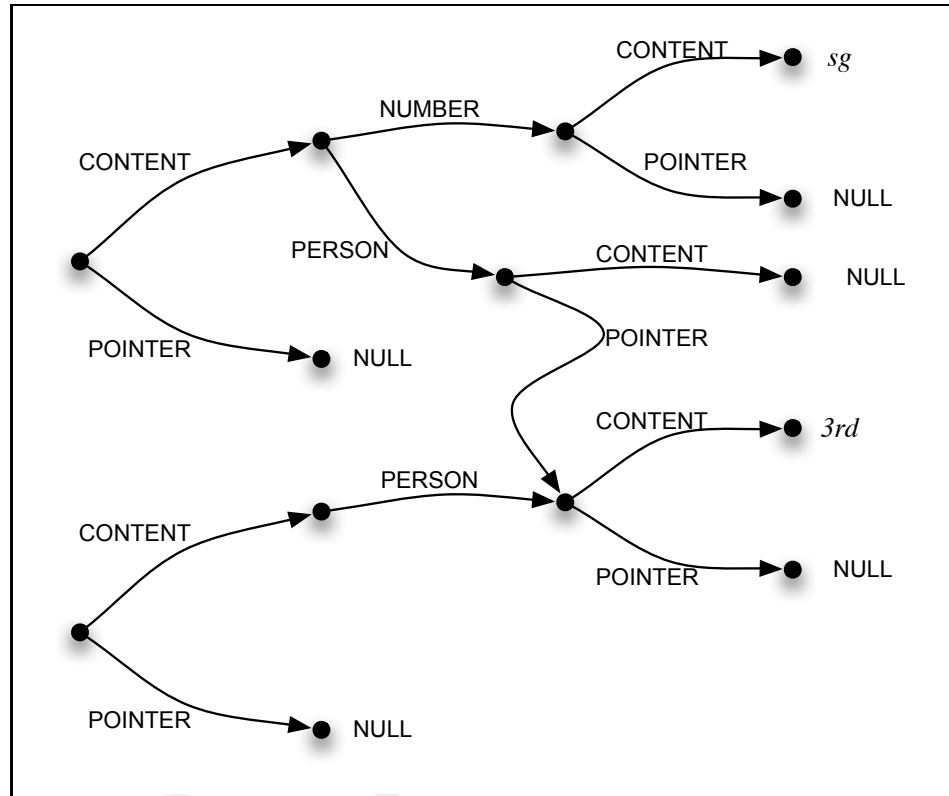 CONTENT sg
NUMBER
CONTENT
POINTER
NULL
PERSON
CONTENT
NULL
POINTER
POINTER
NULL
CONTENT
3rd
PERSON
CONTENT
POINTER
NULL
POINTER
NULL